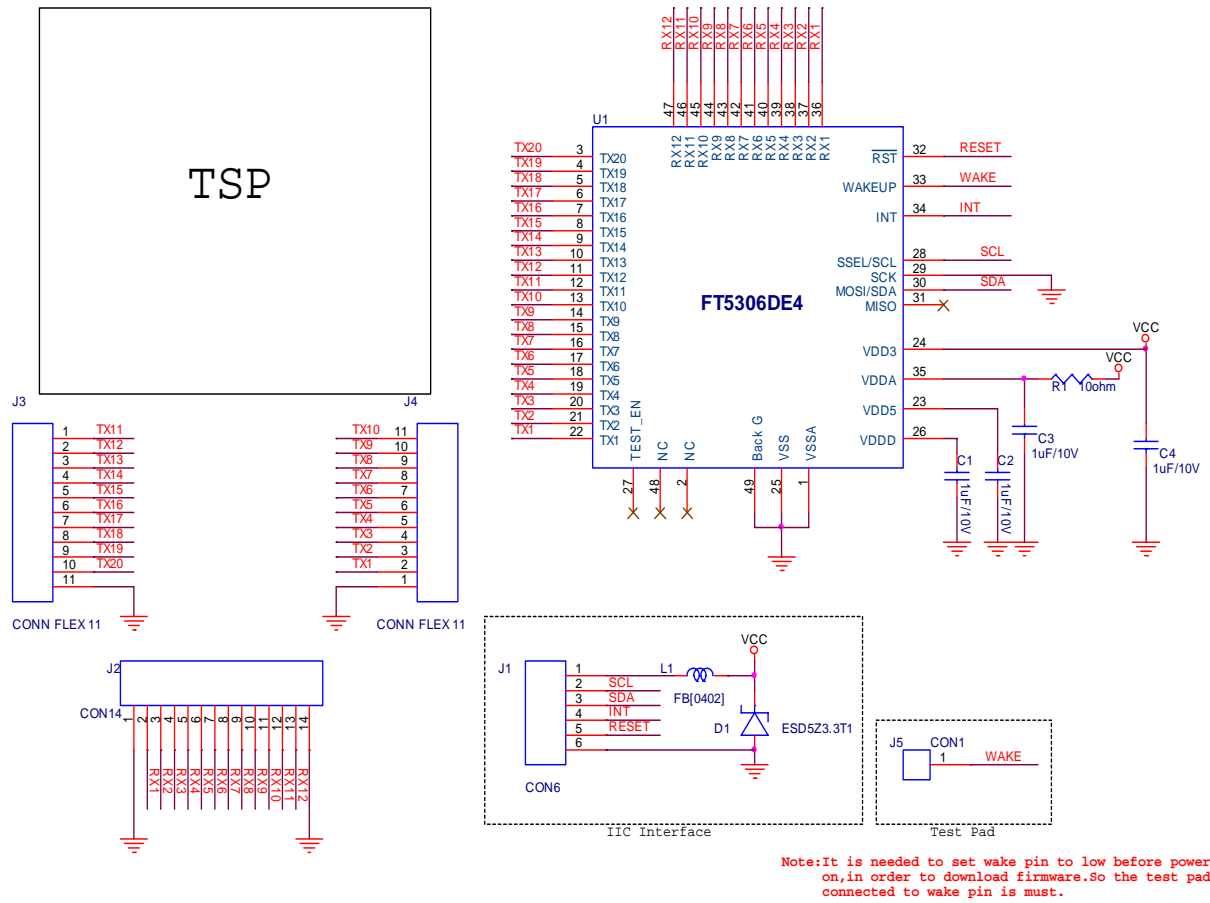 RX12 RX11 RX10 RX9 RX8 RX7 RX6 RX5 RX4 RX3 RX2 RX1
47 46 45 44 43 42 41 40 39 38 37 36
U1
RX12 RX11 RX10 RX9 RX8 RX7 RX6 RX5 RX4 RX3 RX2 RX1
TSP
TX20 3 TX20
TX19 4 TX19
TX18 5 TX18
TX17 6 TX17
TX16 7 TX16
TX15 8 TX15
TX14 9 TX14
TX13 10 TX13
TX12 11 TX12
TX11 12 TX11
TX10 13 TX10
TX9 14 TX9
TX8 15 TX8
TX7 16 TX7
TX6 17 TX6
TX5 18 TX5
TX4 19 TX4
TX3 20 TX3
TX2 21 TX2
TX1 22 TX1
FT5306DE4
RST 32 RESET
WAKEUP 33 WAKE
INT 34 INT
SSEL/SCL 28 SCL
SCK 29
MOSI/SDA 30 SDA
MISO 31
VCC
VDD3 24
VCC
VDDA 35
R1 10ohm
VDD5 23
VDDD 26
C3
1uF/10V
C4
1uF/10V
C1
1uF/10V
C2
1uF/10V
TEST_EN NC NC Back G VSS VSSA
27 48 2 49 25 1
J3
1 TX11
2 TX12
3 TX13
4 TX14
5 TX15
6 TX16
7 TX17
8 TX18
9 TX19
10 TX20
11
CONN FLEX 11
J4
TX10 11
TX9 10
TX8 9
TX7 8
TX6 7
TX5 6
TX4 5
TX3 4
TX2 3
TX1 2
1
CONN FLEX 11
J2
CON14
1 2 3 4 5 6 7 8 9 10 11 12 13 14
RX1 RX2 RX3 RX4 RX5 RX6 RX7 RX8 RX9 RX10 RX11 RX12
J1
1
2 SCL
3 SDA
4 INT
5 RESET
6
CON6
L1
FB[0402]
VCC
D1
ESD5Z3.3T1
IIC Interface
J5
CON1
1 WAKE
Test Pad
Note:It is needed to set wake pin to low before power
on,in order to download firmware.So the test pad
connected to wake pin is must.